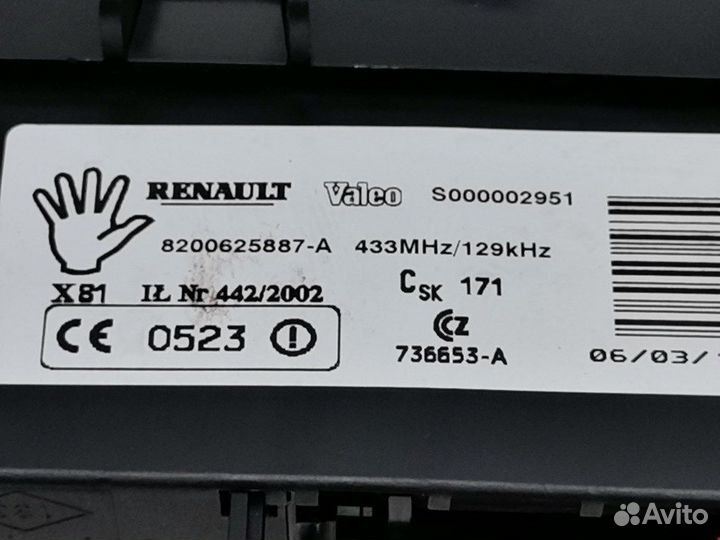 RENAULT Valeo S000002951
8200625887-A 433MHz/129kHz
X81 IŁ Nr 442/2002 CSK 171
CE 0523
CZ
736653-A 06/03/
Avito